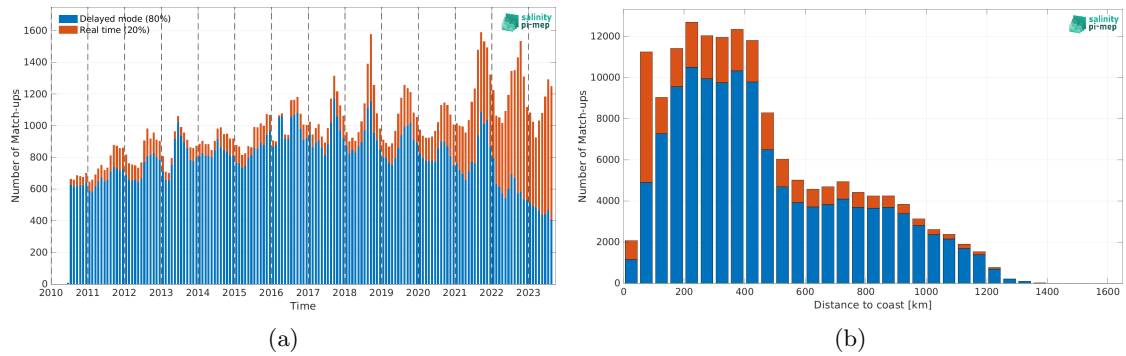 Delayed mode (80%)
Real time (20%)
salinity
pi-mep
1600
1400
1200
1000
800
600
400
200
0
Number of Match-ups
2010 2011 2012 2013 2014 2015 2016 2017 2018 2019 2020 2021 2022 2023
Time
(a)
salinity
pi-mep
12000
10000
8000
6000
4000
2000
0
Number of Match-ups
0 200 400 600 800 1000 1200 1400 1600
Distance to coast [km]
(b)